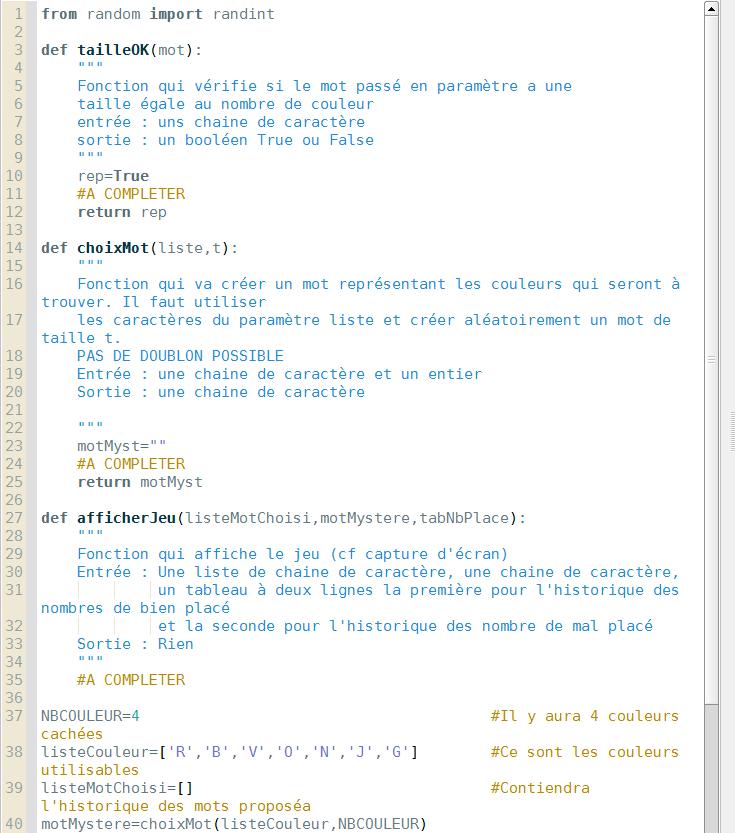 1 from random import randint
2
3 def tailleOK(mot):
4     """
5     Fonction qui vérifie si le mot passé en paramètre a une
6     taille égale au nombre de couleur
7     entrée : uns chaine de caractère
8     sortie : un booléen True ou False
9     """
10     rep=True
11     #A COMPLETER
12     return rep
13
14 def choixMot(liste,t):
15     """
16     Fonction qui va créer un mot représentant les couleurs qui seront à
trouver. Il faut utiliser
17     les caractères du paramètre liste et créer aléatoirement un mot de
taille t.
18     PAS DE DOUBLON POSSIBLE
19     Entrée : une chaine de caractère et un entier
20     Sortie : une chaine de caractère
21
22     """
23     motMyst=""
24     #A COMPLETER
25     return motMyst
26
27 def afficherJeu(listeMotChoisi,motMystere,tabNbPlace):
28     """
29     Fonction qui affiche le jeu (cf capture d'écran)
30     Entrée : Une liste de chaine de caractère, une chaine de caractère,
31              un tableau à deux lignes la première pour l'historique des
nombres de bien placé
32              et la seconde pour l'historique des nombre de mal placé
33     Sortie : Rien
34     """
35     #A COMPLETER
36
37 NBCOULEUR=4                                       #Il y aura 4 couleurs
cachées
38 listeCouleur=['R','B','V','O','N','J','G']        #Ce sont les couleurs
utilisables
39 listeMotChoisi=[]                                 #Contiendra
l'historique des mots proposéa
40 motMystere=choixMot(listeCouleur,NBCOULEUR)